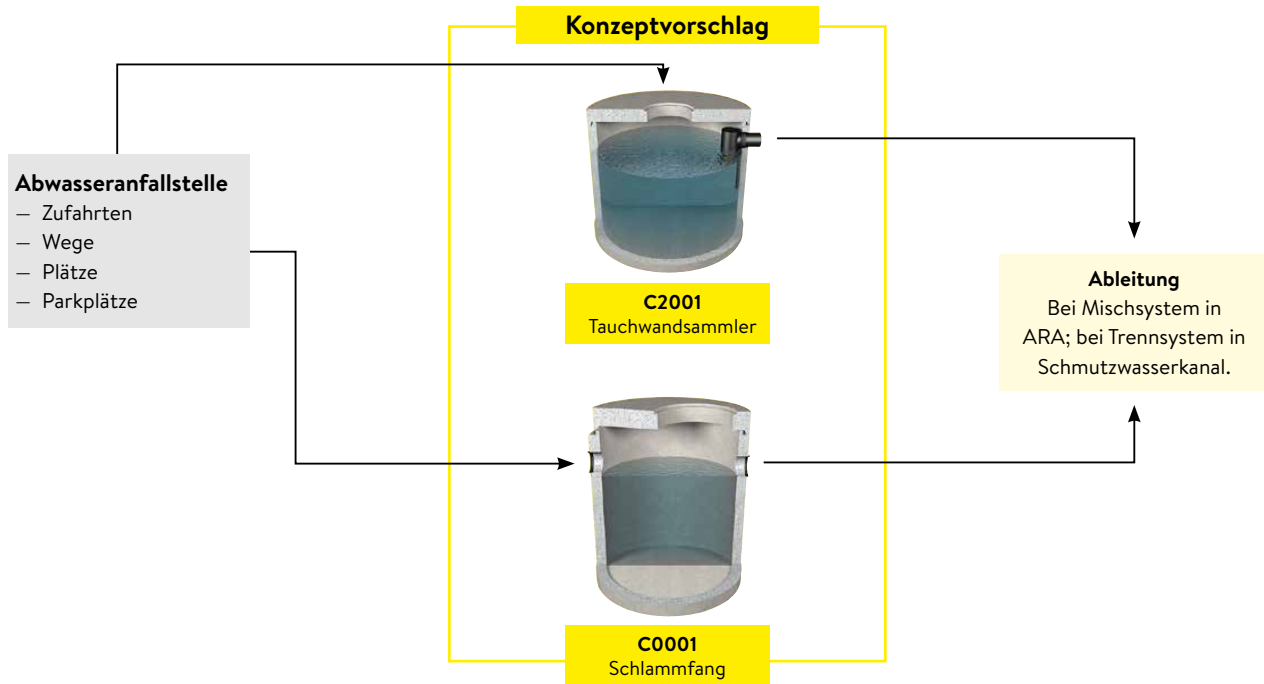 Konzeptvorschlag
Abwasseranfallstelle
– Zufahrten
– Wege
– Plätze
– Parkplätze
C2001
Tauchwandsammler
Ableitung
Bei Mischsystem in
ARA; bei Trennsystem in
Schmutzwasserkanal.
C0001
Schlammfang